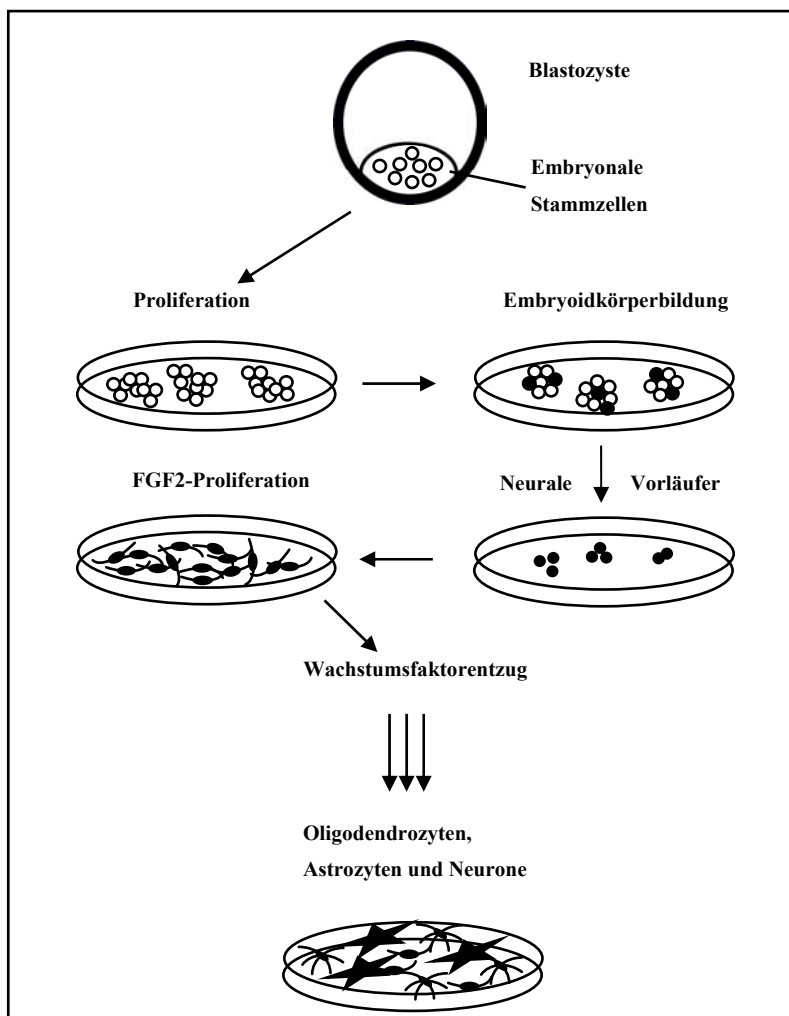 Blastozyste
Embryonale
Stammzellen
Proliferation
Embryoidkörperbildung
FGF2-Proliferation
Neurale Vorläufer
Wachstumsfaktorentzug
Oligodendrozyten,
Astrozyten und Neurone